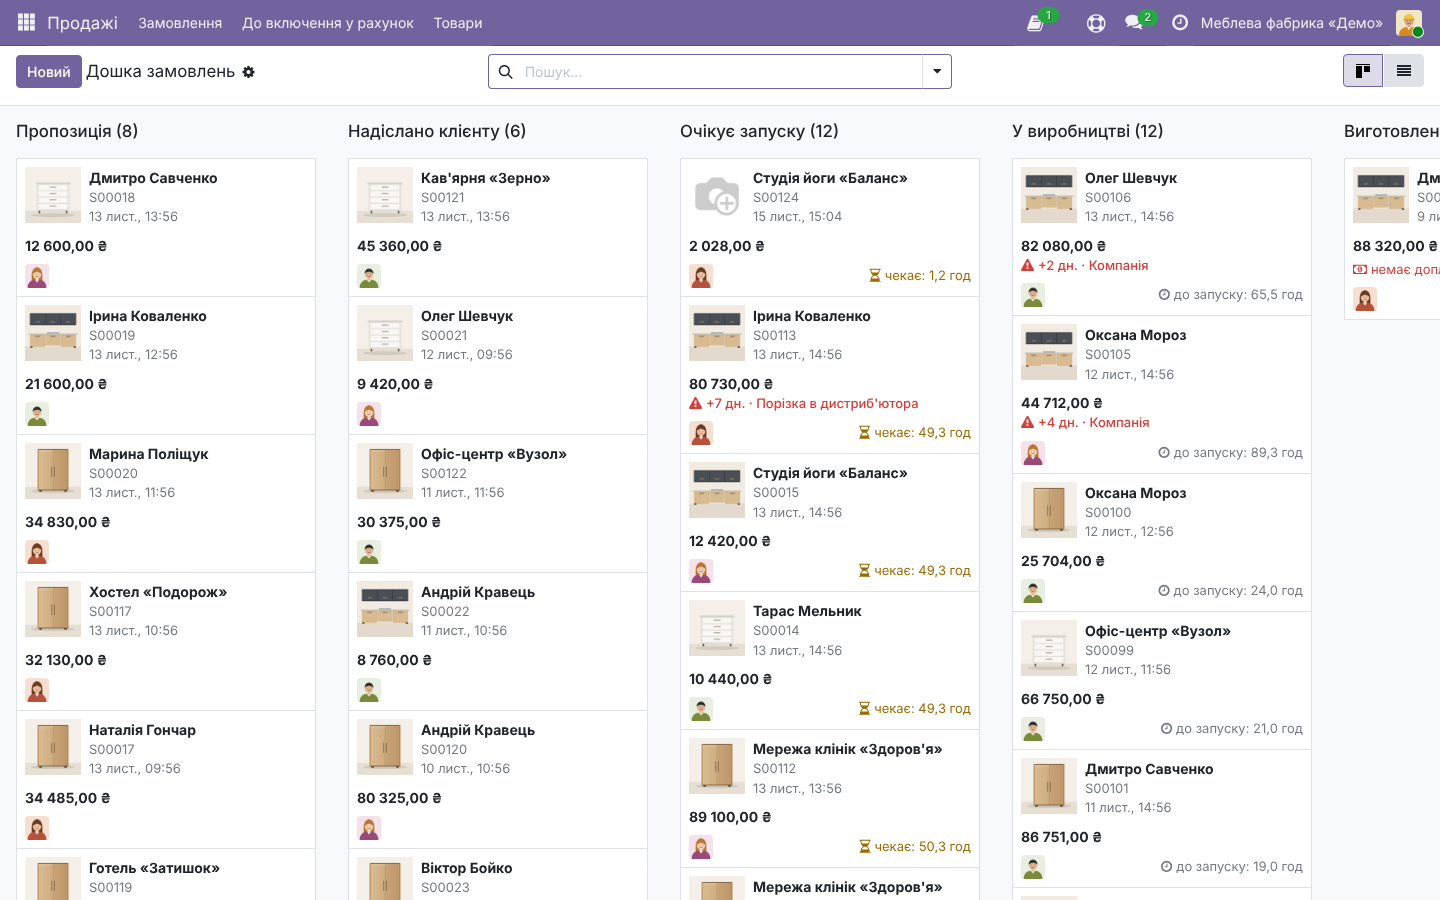 Продажі Замовлення До включення у рахунок Товари 1 2 Меблева фабрика «Демо»
Новий Дошка замовлень Пошук...
Пропозиція (8)
Дмитро Савченко
S00018
13 лист., 13:56
12 600,00 ₴
Ірина Коваленко
S00019
13 лист., 12:56
21 600,00 ₴
Марина Поліщук
S00020
13 лист., 11:56
34 830,00 ₴
Хостел «Подорож»
S00117
13 лист., 10:56
32 130,00 ₴
Наталія Гончар
S00017
13 лист., 09:56
34 485,00 ₴
Готель «Затишок»
S00119
Надіслано клієнту (6)
Кав'ярня «Зерно»
S00121
13 лист., 13:56
45 360,00 ₴
Олег Шевчук
S00021
12 лист., 09:56
9 420,00 ₴
Офіс-центр «Вузол»
S00122
11 лист., 11:56
30 375,00 ₴
Андрій Кравець
S00022
11 лист., 10:56
8 760,00 ₴
Андрій Кравець
S00120
10 лист., 10:56
80 325,00 ₴
Віктор Бойко
S00023
Очікує запуску (12)
Студія йоги «Баланс»
S00124
15 лист., 15:04
2 028,00 ₴
чекає: 1,2 год
Ірина Коваленко
S00113
13 лист., 14:56
80 730,00 ₴
+7 дн. · Порізка в дистриб'ютора
чекає: 49,3 год
Студія йоги «Баланс»
S00015
13 лист., 14:56
12 420,00 ₴
чекає: 49,3 год
Тарас Мельник
S00014
13 лист., 14:56
10 440,00 ₴
чекає: 49,3 год
Мережа клінік «Здоров'я»
S00112
13 лист., 13:56
89 100,00 ₴
чекає: 50,3 год
Мережа клінік «Здоров'я»
У виробництві (12)
Олег Шевчук
S00106
13 лист., 14:56
82 080,00 ₴
+2 дн. · Компанія
до запуску: 65,5 год
Оксана Мороз
S00105
12 лист., 14:56
44 712,00 ₴
+4 дн. · Компанія
до запуску: 89,3 год
Оксана Мороз
S00100
12 лист., 12:56
25 704,00 ₴
до запуску: 24,0 год
Офіс-центр «Вузол»
S00099
12 лист., 11:56
66 750,00 ₴
до запуску: 21,0 год
Дмитро Савченко
S00101
11 лист., 14:56
86 751,00 ₴
до запуску: 19,0 год
Виготовлен
Дм
S00
9 ли
88 320,00 ₴
немає допл